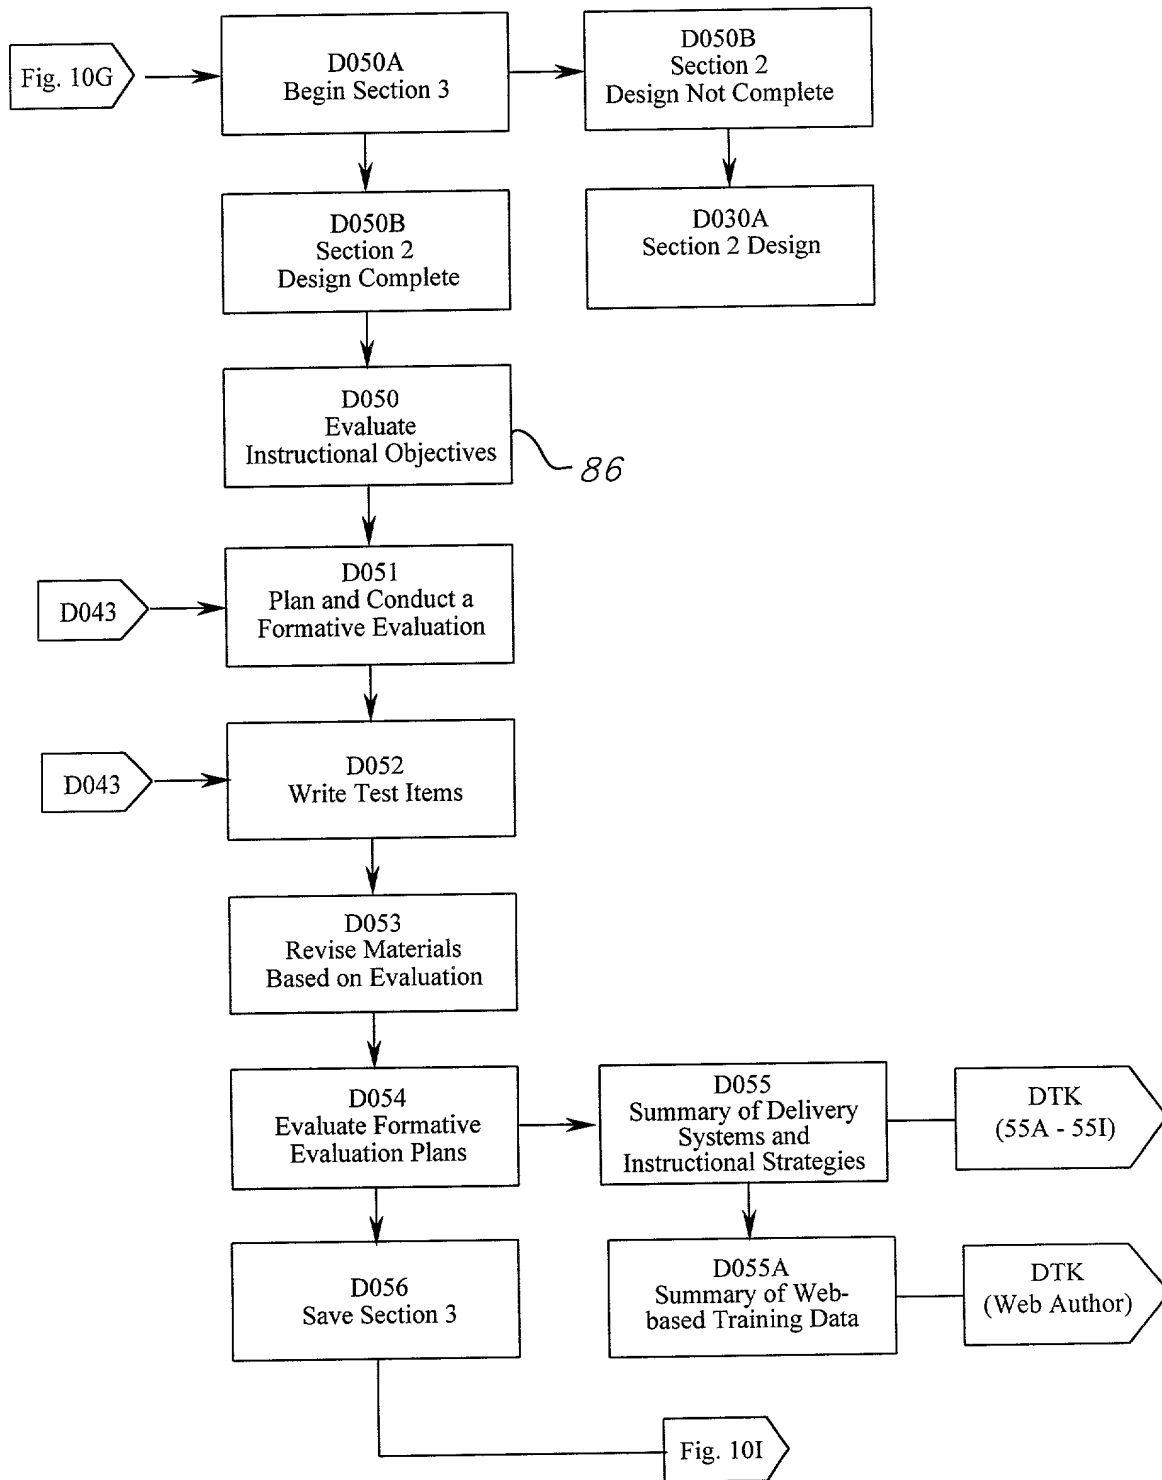 Fig. 10G
D050A
Begin Section 3
D050B
Section 2
Design Not Complete
D050B
Section 2
Design Complete
D030A
Section 2 Design
D050
Evaluate
Instructional Objectives
86
D043
D051
Plan and Conduct a
Formative Evaluation
D043
D052
Write Test Items
D053
Revise Materials
Based on Evaluation
D054
Evaluate Formative
Evaluation Plans
D055
Summary of Delivery
Systems and
Instructional Strategies
DTK
(55A - 55I)
D056
Save Section 3
D055A
Summary of Web-
based Training Data
DTK
(Web Author)
Fig. 10I